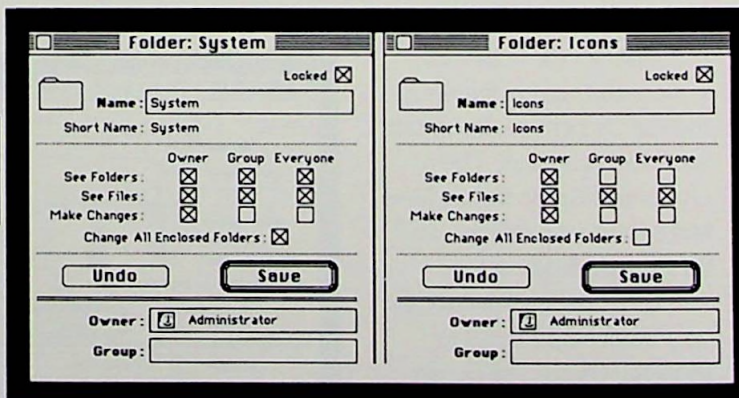 Folder: System
Locked
Name: System
Short Name: System
Owner Group Everyone
See Folders:
See Files:
Make Changes:
Change All Enclosed Folders:
Undo Save
Owner: Administrator
Group:
Folder: Icons
Locked
Name: Icons
Short Name: Icons
Owner Group Everyone
See Folders:
See Files:
Make Changes:
Change All Enclosed Folders:
Undo Save
Owner: Administrator
Group: